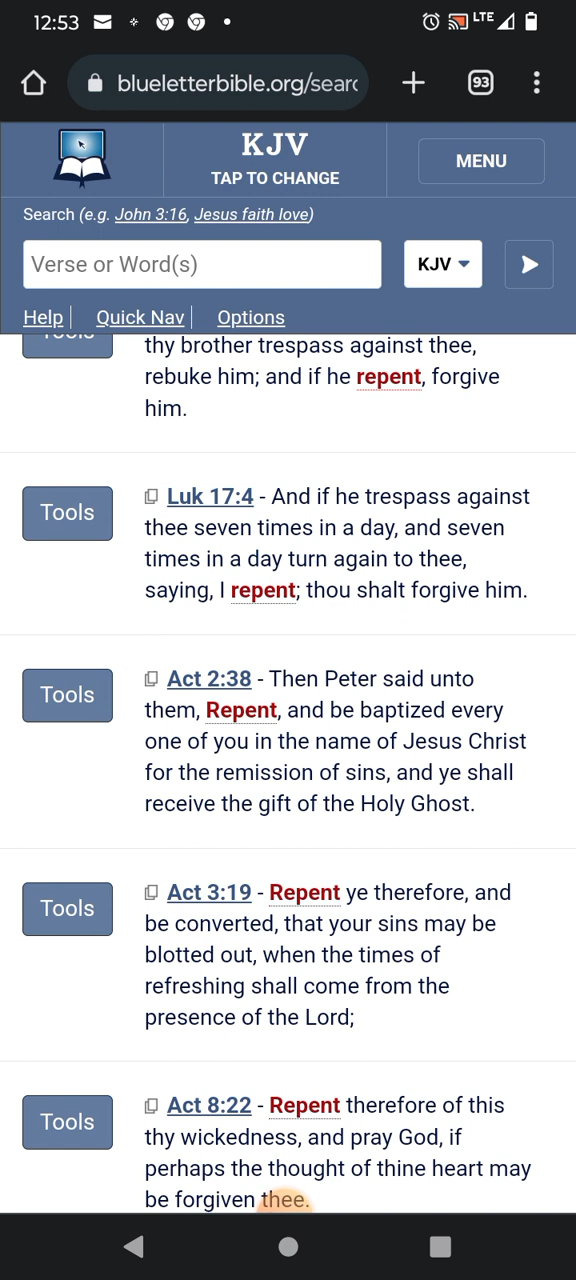 12:53
LTE
blueletterbible.org/searc
93
KJV
TAP TO CHANGE
MENU
Search (e.g. John 3:16, Jesus faith love)
Verse or Word(s)
KJV
Help
Quick Nav
Options
Tools
thy brother trespass against thee,
rebuke him; and if he repent, forgive
him.
Tools
Luk 17:4 - And if he trespass against
thee seven times in a day, and seven
times in a day turn again to thee,
saying, I repent; thou shalt forgive him.
Tools
Act 2:38 - Then Peter said unto
them, Repent, and be baptized every
one of you in the name of Jesus Christ
for the remission of sins, and ye shall
receive the gift of the Holy Ghost.
Tools
Act 3:19 - Repent ye therefore, and
be converted, that your sins may be
blotted out, when the times of
refreshing shall come from the
presence of the Lord;
Tools
Act 8:22 - Repent therefore of this
thy wickedness, and pray God, if
perhaps the thought of thine heart may
be forgiven thee.